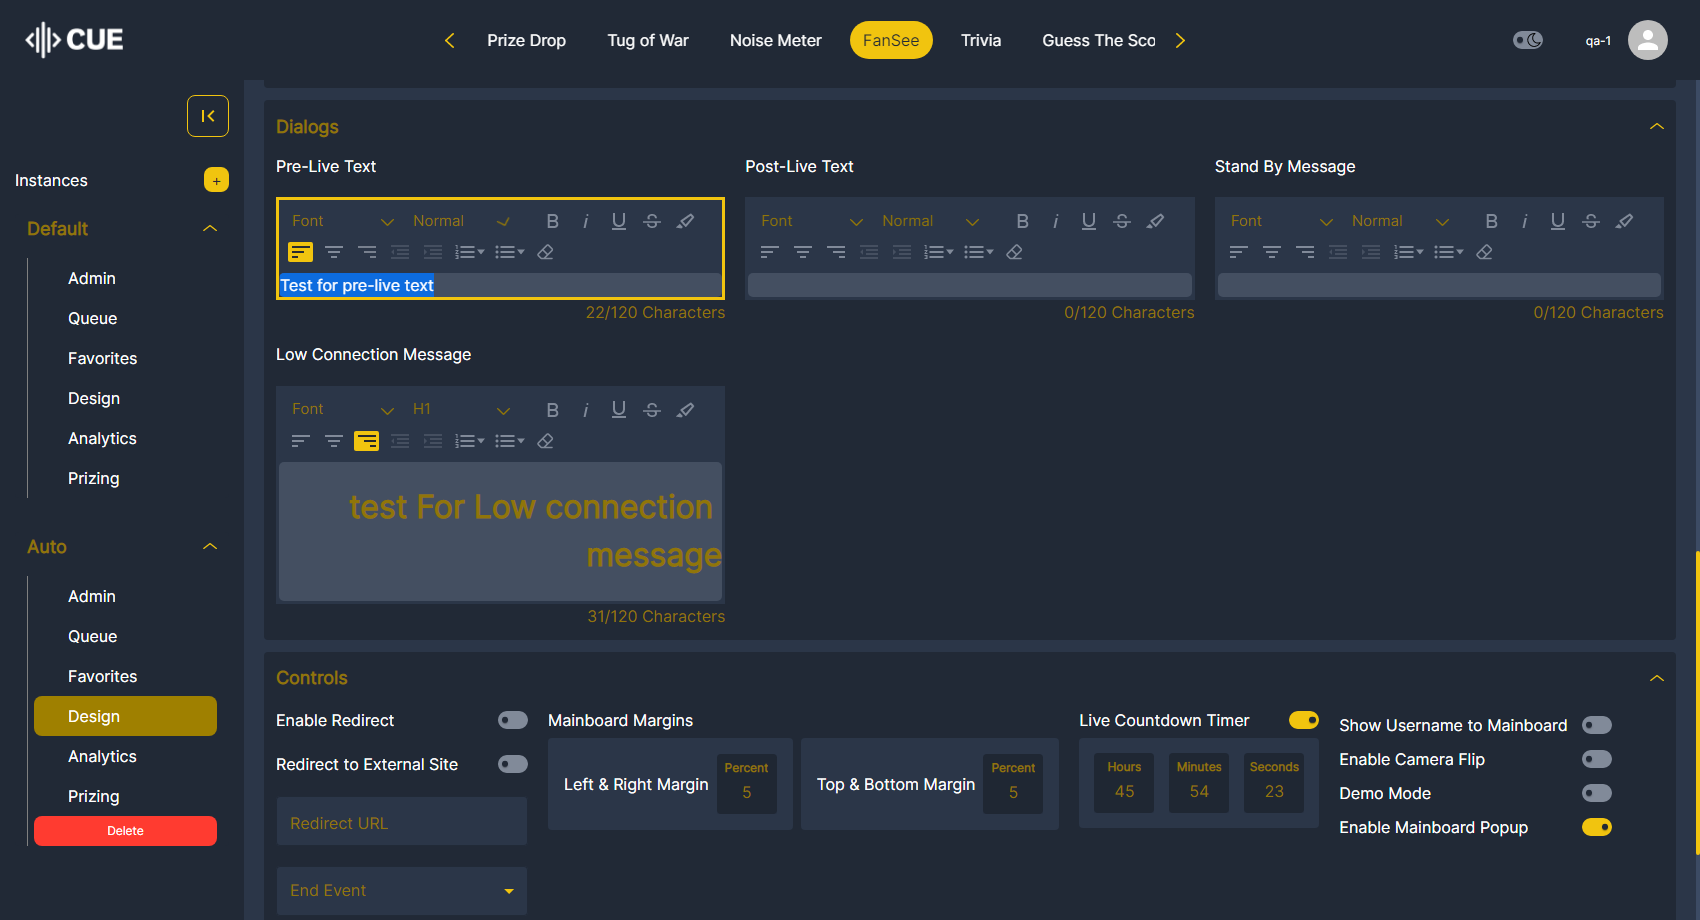 CUE
Prize Drop
Tug of War
Noise Meter
FanSee
Trivia
Guess The Sco
qa-1
Instances
+
Default
Admin
Queue
Favorites
Design
Analytics
Prizing
Auto
Admin
Queue
Favorites
Design
Analytics
Prizing
Delete
Dialogs
Pre-Live Text
Font Normal B i U S
Test for pre-live text
22/120 Characters
Post-Live Text
Font Normal B i U S
0/120 Characters
Stand By Message
Font Normal B i U S
0/120 Characters
Low Connection Message
Font H1 B i U S
test For Low connection
message
31/120 Characters
Controls
Enable Redirect
Redirect to External Site
Redirect URL
End Event
Mainboard Margins
Left & Right Margin
Percent
5
Top & Bottom Margin
Percent
5
Live Countdown Timer
Hours
45
Minutes
54
Seconds
23
Show Username to Mainboard
Enable Camera Flip
Demo Mode
Enable Mainboard Popup